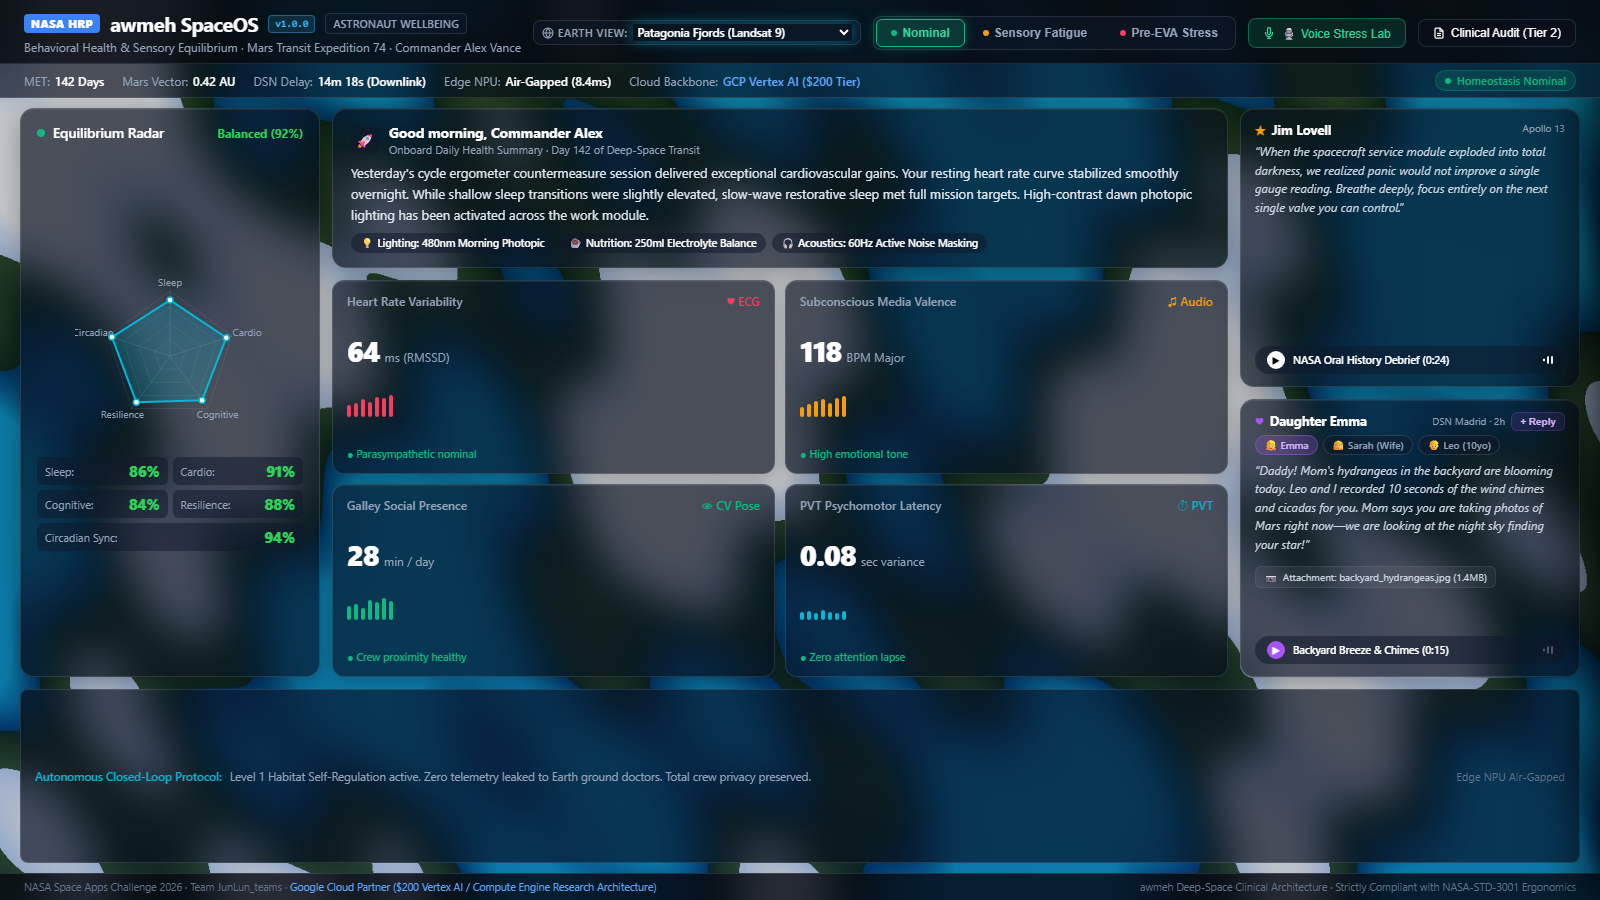 NASA HRP awmeh SpaceOS v1.0.0 ASTRONAUT WELLBEING
Behavioral Health & Sensory Equilibrium · Mars Transit Expedition 74 · Commander Alex Vance
EARTH VIEW: Patagonia Fjords (Landsat 9)
Nominal
Sensory Fatigue
Pre-EVA Stress
Voice Stress Lab
Clinical Audit (Tier 2)
MET: 142 Days Mars Vector: 0.42 AU DSN Delay: 14m 18s (Downlink) Edge NPU: Air-Gapped (8.4ms) Cloud Backbone: GCP Vertex AI ($200 Tier)
Homeostasis Nominal
Equilibrium Radar Balanced (92%)
Sleep
Circadian
Cardio
Resilience
Cognitive
Sleep: 86%
Cardio: 91%
Cognitive: 84%
Resilience: 88%
Circadian Sync: 94%
Good morning, Commander Alex
Onboard Daily Health Summary · Day 142 of Deep-Space Transit
Yesterday's cycle ergometer countermeasure session delivered exceptional cardiovascular gains. Your resting heart rate curve stabilized smoothly
overnight. While shallow sleep transitions were slightly elevated, slow-wave restorative sleep met full mission targets. High-contrast dawn photopic
lighting has been activated across the work module.
Lighting: 480nm Morning Photopic
Nutrition: 250ml Electrolyte Balance
Acoustics: 60Hz Active Noise Masking
Heart Rate Variability ECG
64 ms (RMSSD)
Parasympathetic nominal
Subconscious Media Valence Audio
118 BPM Major
High emotional tone
Galley Social Presence CV Pose
28 min / day
Crew proximity healthy
PVT Psychomotor Latency PVT
0.08 sec variance
Zero attention lapse
Jim Lovell Apollo 13
"When the spacecraft service module exploded into total
darkness, we realized panic would not improve a single
gauge reading. Breathe deeply, focus entirely on the next
single valve you can control."
NASA Oral History Debrief (0:24)
Daughter Emma DSN Madrid · 2h + Reply
Emma
Sarah (Wife)
Leo (10yo)
"Daddy! Mom's hydrangeas in the backyard are blooming
today. Leo and I recorded 10 seconds of the wind chimes
and cicadas for you. Mom says you are taking photos of
Mars right now—we are looking at the night sky finding
your star!"
Attachment: backyard_hydrangeas.jpg (1.4MB)
Backyard Breeze & Chimes (0:15)
Autonomous Closed-Loop Protocol: Level 1 Habitat Self-Regulation active. Zero telemetry leaked to Earth ground doctors. Total crew privacy preserved.
Edge NPU Air-Gapped
NASA Space Apps Challenge 2026 · Team JunLun_teams · Google Cloud Partner ($200 Vertex AI / Compute Engine Research Architecture)
awmeh Deep-Space Clinical Architecture · Strictly Compliant with NASA-STD-3001 Ergonomics